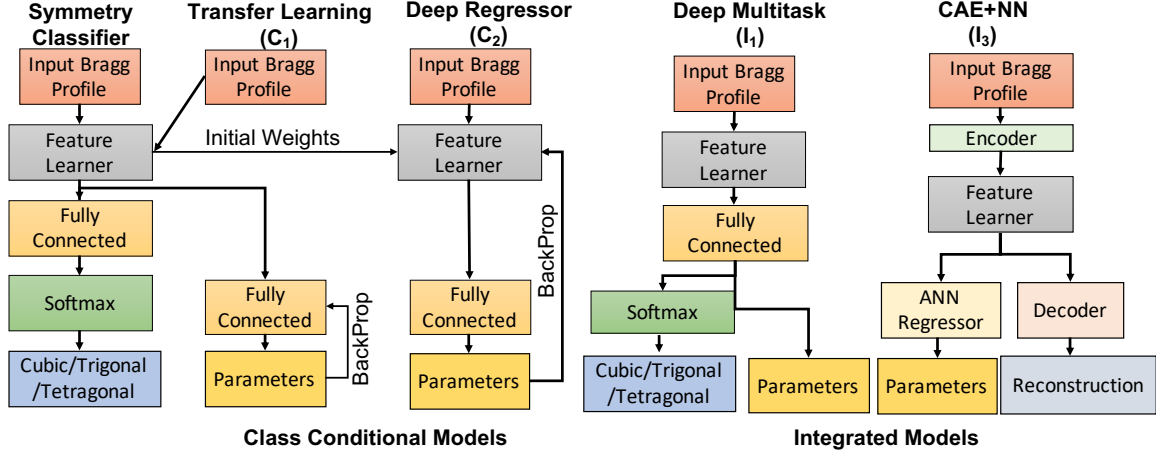 Symmetry
Classifier
Input Bragg
Profile
Feature
Learner
Fully
Connected
Softmax
Cubic/Trigonal
/Tetragonal
Transfer Learning
(C₁)
Input Bragg
Profile
Initial Weights
Fully
Connected
Parameters
BackProp
Deep Regressor
(C₂)
Input Bragg
Profile
Feature
Learner
Fully
Connected
Parameters
BackProp
Class Conditional Models
Deep Multitask
(I₁)
Input Bragg
Profile
Feature
Learner
Fully
Connected
Softmax
Cubic/Trigonal
/Tetragonal
Parameters
CAE+NN
(I₃)
Input Bragg
Profile
Encoder
Feature
Learner
ANN
Regressor
Parameters
Decoder
Reconstruction
Integrated Models